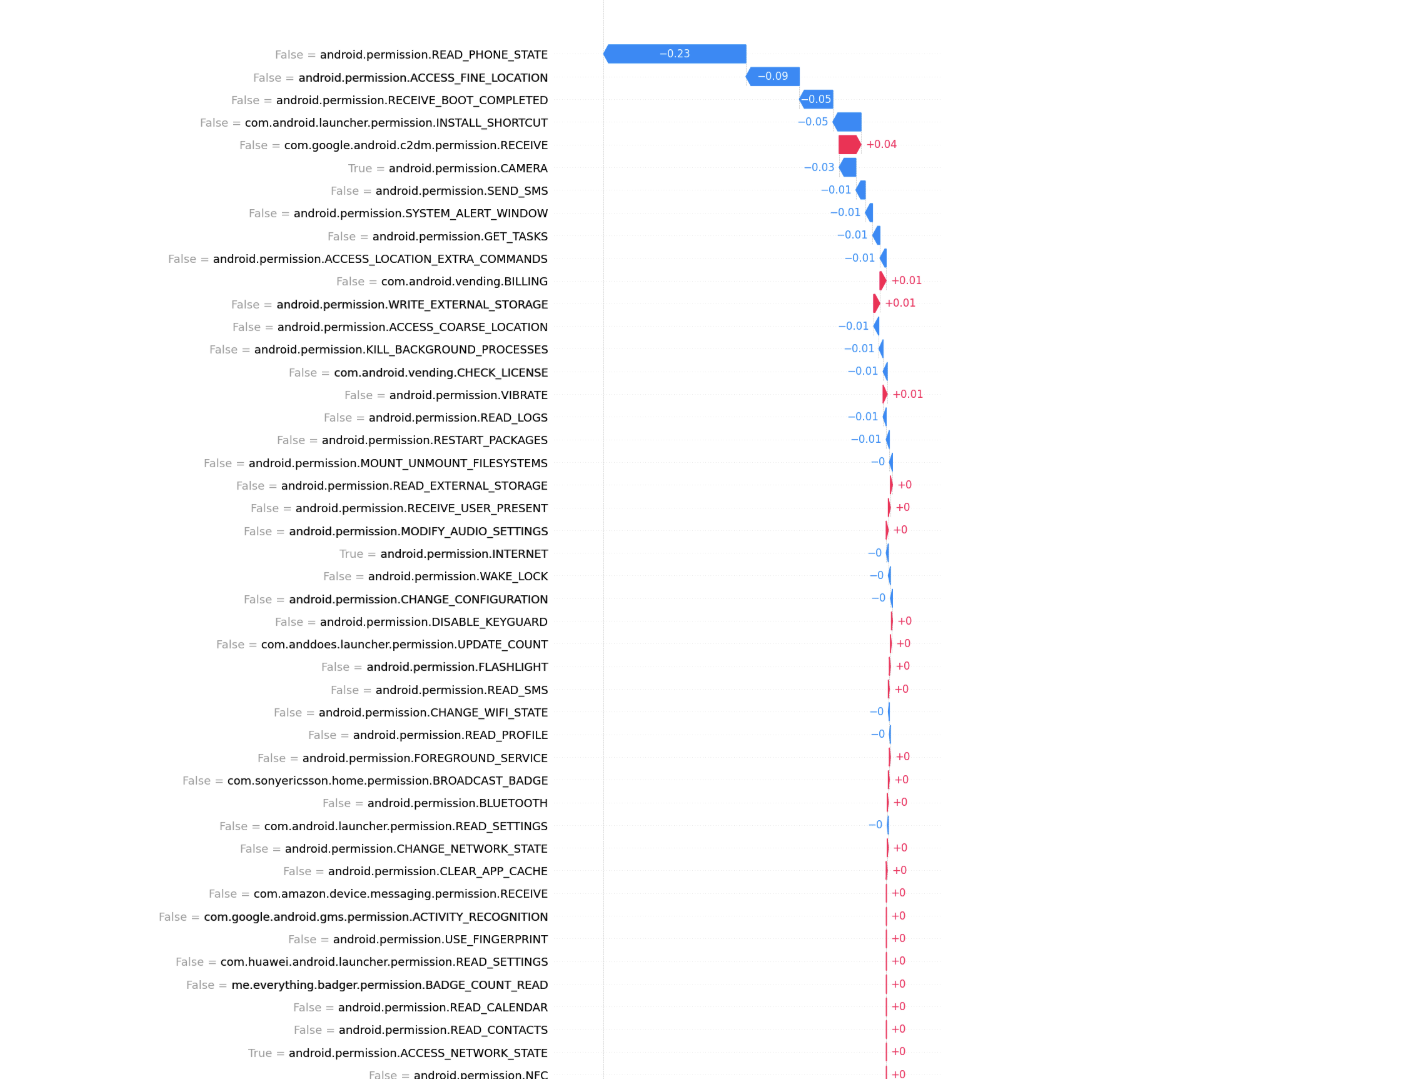 False = android.permission.READ_PHONE_STATE −0.23
False = android.permission.ACCESS_FINE_LOCATION −0.09
False = android.permission.RECEIVE_BOOT_COMPLETED −0.05
False = com.android.launcher.permission.INSTALL_SHORTCUT −0.05
False = com.google.android.c2dm.permission.RECEIVE +0.04
True = android.permission.CAMERA −0.03
False = android.permission.SEND_SMS −0.01
False = android.permission.SYSTEM_ALERT_WINDOW −0.01
False = android.permission.GET_TASKS −0.01
False = android.permission.ACCESS_LOCATION_EXTRA_COMMANDS −0.01
False = com.android.vending.BILLING +0.01
False = android.permission.WRITE_EXTERNAL_STORAGE +0.01
False = android.permission.ACCESS_COARSE_LOCATION −0.01
False = android.permission.KILL_BACKGROUND_PROCESSES −0.01
False = com.android.vending.CHECK_LICENSE −0.01
False = android.permission.VIBRATE +0.01
False = android.permission.READ_LOGS −0.01
False = android.permission.RESTART_PACKAGES −0.01
False = android.permission.MOUNT_UNMOUNT_FILESYSTEMS −0
False = android.permission.READ_EXTERNAL_STORAGE +0
False = android.permission.RECEIVE_USER_PRESENT +0
False = android.permission.MODIFY_AUDIO_SETTINGS +0
True = android.permission.INTERNET −0
False = android.permission.WAKE_LOCK −0
False = android.permission.CHANGE_CONFIGURATION −0
False = android.permission.DISABLE_KEYGUARD +0
False = com.anddoes.launcher.permission.UPDATE_COUNT +0
False = android.permission.FLASHLIGHT +0
False = android.permission.READ_SMS +0
False = android.permission.CHANGE_WIFI_STATE −0
False = android.permission.READ_PROFILE −0
False = android.permission.FOREGROUND_SERVICE +0
False = com.sonyericsson.home.permission.BROADCAST_BADGE +0
False = android.permission.BLUETOOTH +0
False = com.android.launcher.permission.READ_SETTINGS −0
False = android.permission.CHANGE_NETWORK_STATE +0
False = android.permission.CLEAR_APP_CACHE +0
False = com.amazon.device.messaging.permission.RECEIVE +0
False = com.google.android.gms.permission.ACTIVITY_RECOGNITION +0
False = android.permission.USE_FINGERPRINT +0
False = com.huawei.android.launcher.permission.READ_SETTINGS +0
False = me.everything.badger.permission.BADGE_COUNT_READ +0
False = android.permission.READ_CALENDAR +0
False = android.permission.READ_CONTACTS +0
True = android.permission.ACCESS_NETWORK_STATE +0
False = android.permission.NFC +0